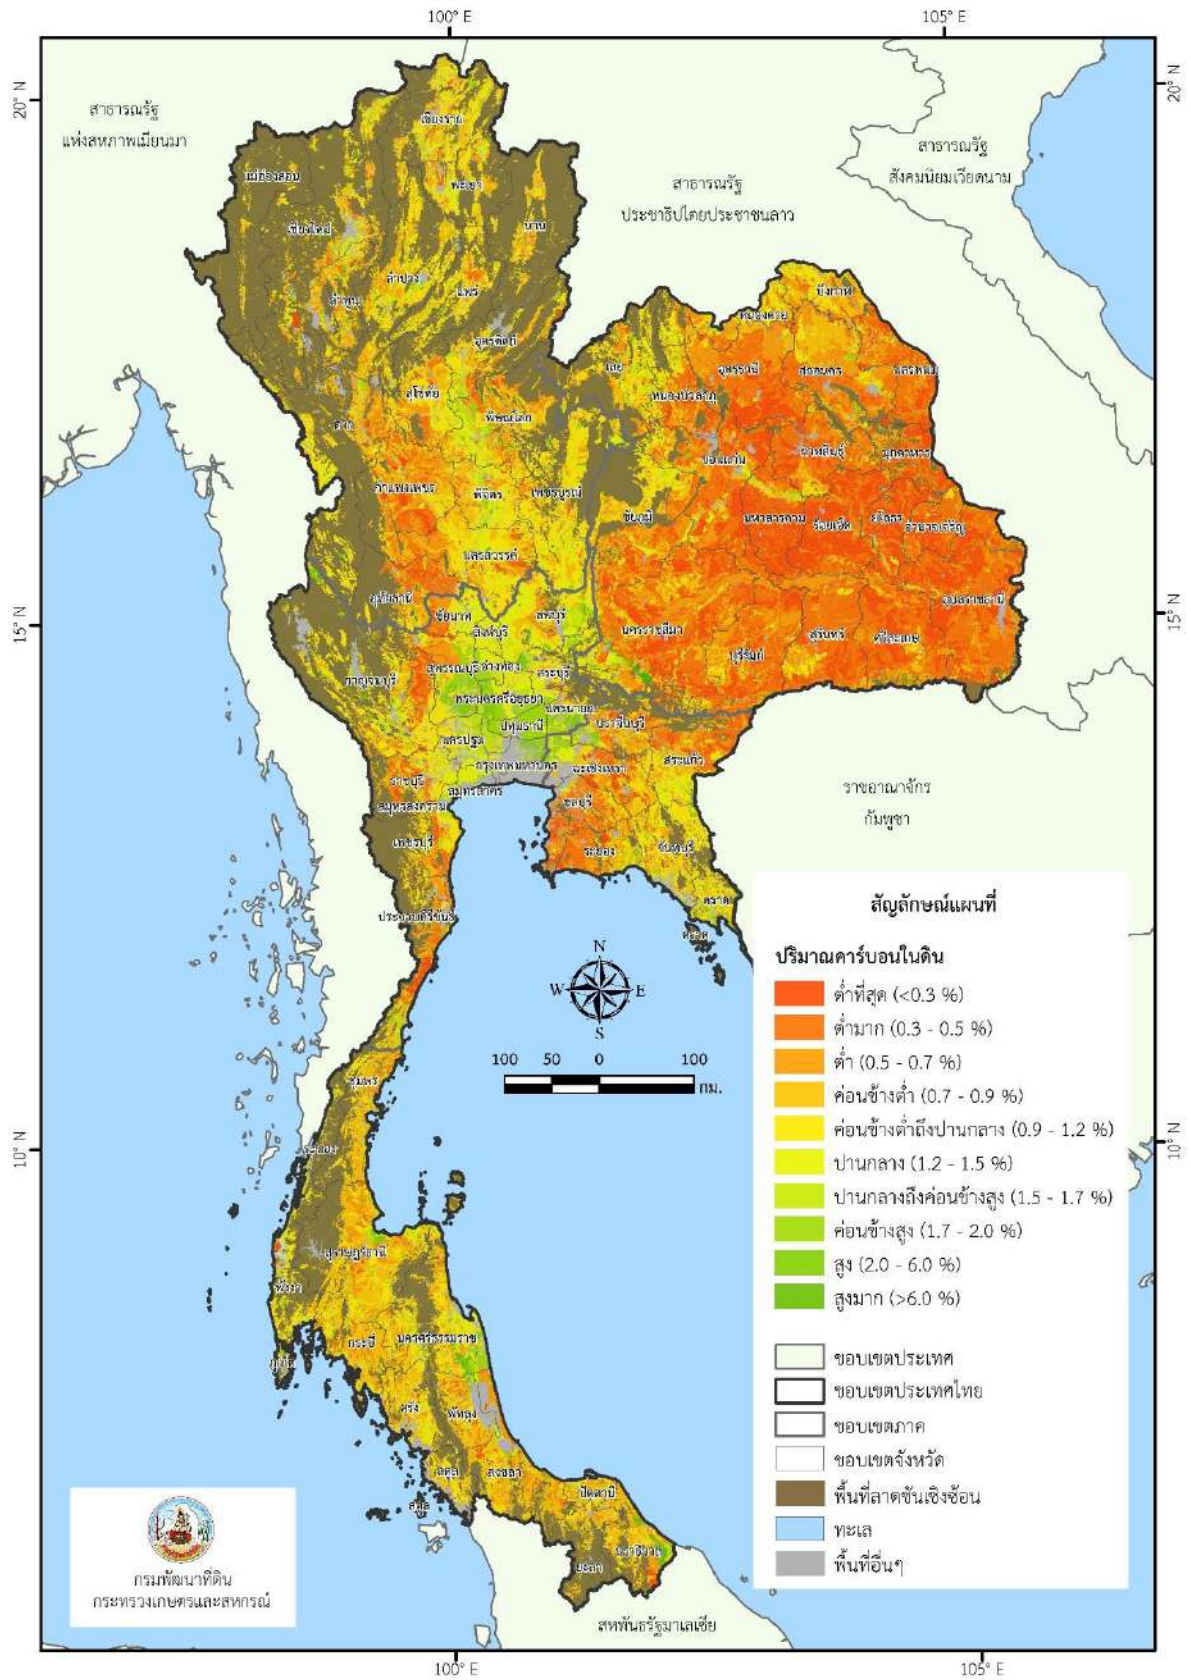 100° E
105° E
20° N
20° N
สาธารณรัฐ
แห่งสหภาพเมียนมา
สาธารณรัฐ
สังคมนิยมเวียดนาม
สาธารณรัฐ
ประชาธิปไตยประชาชนลาว
เชียงราย
แม่ฮ่องสอน
พะเยา
เชียงใหม่
น่าน
ลำปาง
ลำพูน
แพร่
บึงกาฬ
หนองคาย
อุตรดิตถ์
เลย
อุดรธานี
สกลนคร
นครพนม
สุโขทัย
หนองบัวลำภู
พิษณุโลก
ตาก
ขอนแก่น
กาฬสินธุ์
มุกดาหาร
กำแพงเพชร
พิจิตร
เพชรบูรณ์
ชัยภูมิ
มหาสารคาม
ร้อยเอ็ด
ยโสธร
อำนาจเจริญ
นครสวรรค์
15° N
15° N
อุทัยธานี
ชัยนาท
ลพบุรี
อุบลราชธานี
สิงห์บุรี
นครราชสีมา
สุรินทร์
ศรีสะเกษ
บุรีรัมย์
สุพรรณบุรี
อ่างทอง
สระบุรี
กาญจนบุรี
พระนครศรีอยุธยา
นครนายก
ปราจีนบุรี
ปทุมธานี
นครปฐม
กรุงเทพมหานคร
ฉะเชิงเทรา
สระแก้ว
ราชบุรี
สมุทรสาคร
สมุทรสงคราม
ชลบุรี
ราชอาณาจักร
กัมพูชา
เพชรบุรี
ระยอง
จันทบุรี
ตราด
ประจวบคีรีขันธ์
ตราด
N
W
E
S
100
50
0
100
กม.
ชุมพร
ระนอง
10° N
10° N
สุราษฎร์ธานี
พังงา
กระบี่
นครศรีธรรมราช
ภูเก็ต
ตรัง
พัทลุง
สตูล
สงขลา
สตูล
ปัตตานี
นราธิวาส
ยะลา
สหพันธรัฐมาเลเซีย
สัญลักษณ์แผนที่
ปริมาณคาร์บอนในดิน
ต่ำที่สุด (<0.3 %)
ต่ำมาก (0.3 - 0.5 %)
ต่ำ (0.5 - 0.7 %)
ค่อนข้างต่ำ (0.7 - 0.9 %)
ค่อนข้างต่ำถึงปานกลาง (0.9 - 1.2 %)
ปานกลาง (1.2 - 1.5 %)
ปานกลางถึงค่อนข้างสูง (1.5 - 1.7 %)
ค่อนข้างสูง (1.7 - 2.0 %)
สูง (2.0 - 6.0 %)
สูงมาก (>6.0 %)
ขอบเขตประเทศ
ขอบเขตประเทศไทย
ขอบเขตภาค
ขอบเขตจังหวัด
พื้นที่ลาดชันเชิงซ้อน
ทะเล
พื้นที่อื่นๆ
กรมพัฒนาที่ดิน
กระทรวงเกษตรและสหกรณ์
100° E
105° E